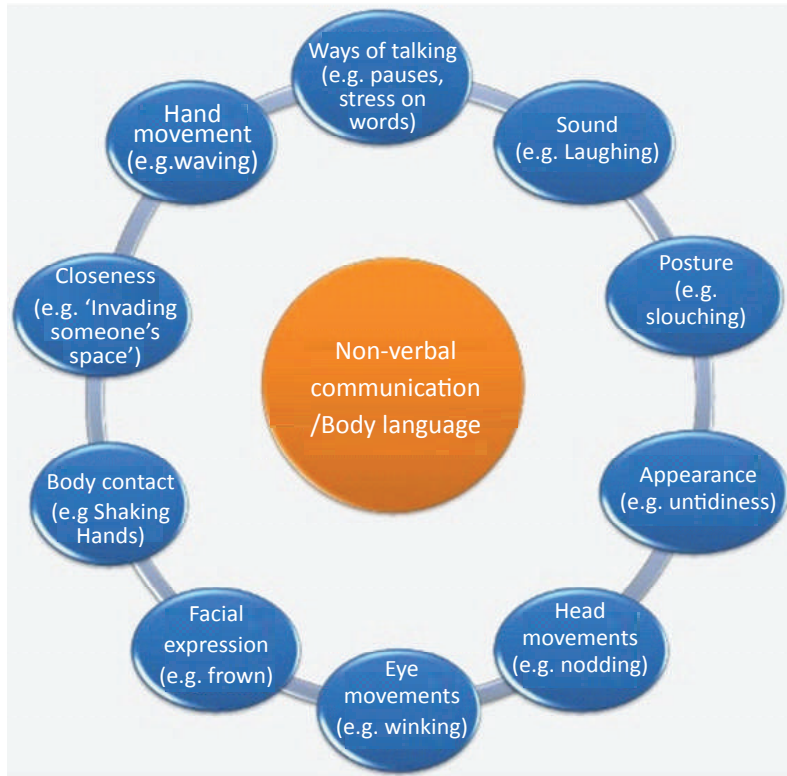 Ways of talking
(e.g. pauses,
stress on
words)
Sound
(e.g. Laughing)
Posture
(e.g.
slouching)
Appearance
(e.g. untidiness)
Head
movements
(e.g. nodding)
Eye
movements
(e.g. winking)
Facial
expression
(e.g. frown)
Body contact
(e.g Shaking
Hands)
Closeness
(e.g. ‘Invading
someone’s
space’)
Hand
movement
(e.g.waving)
Non-verbal
communication
/Body language